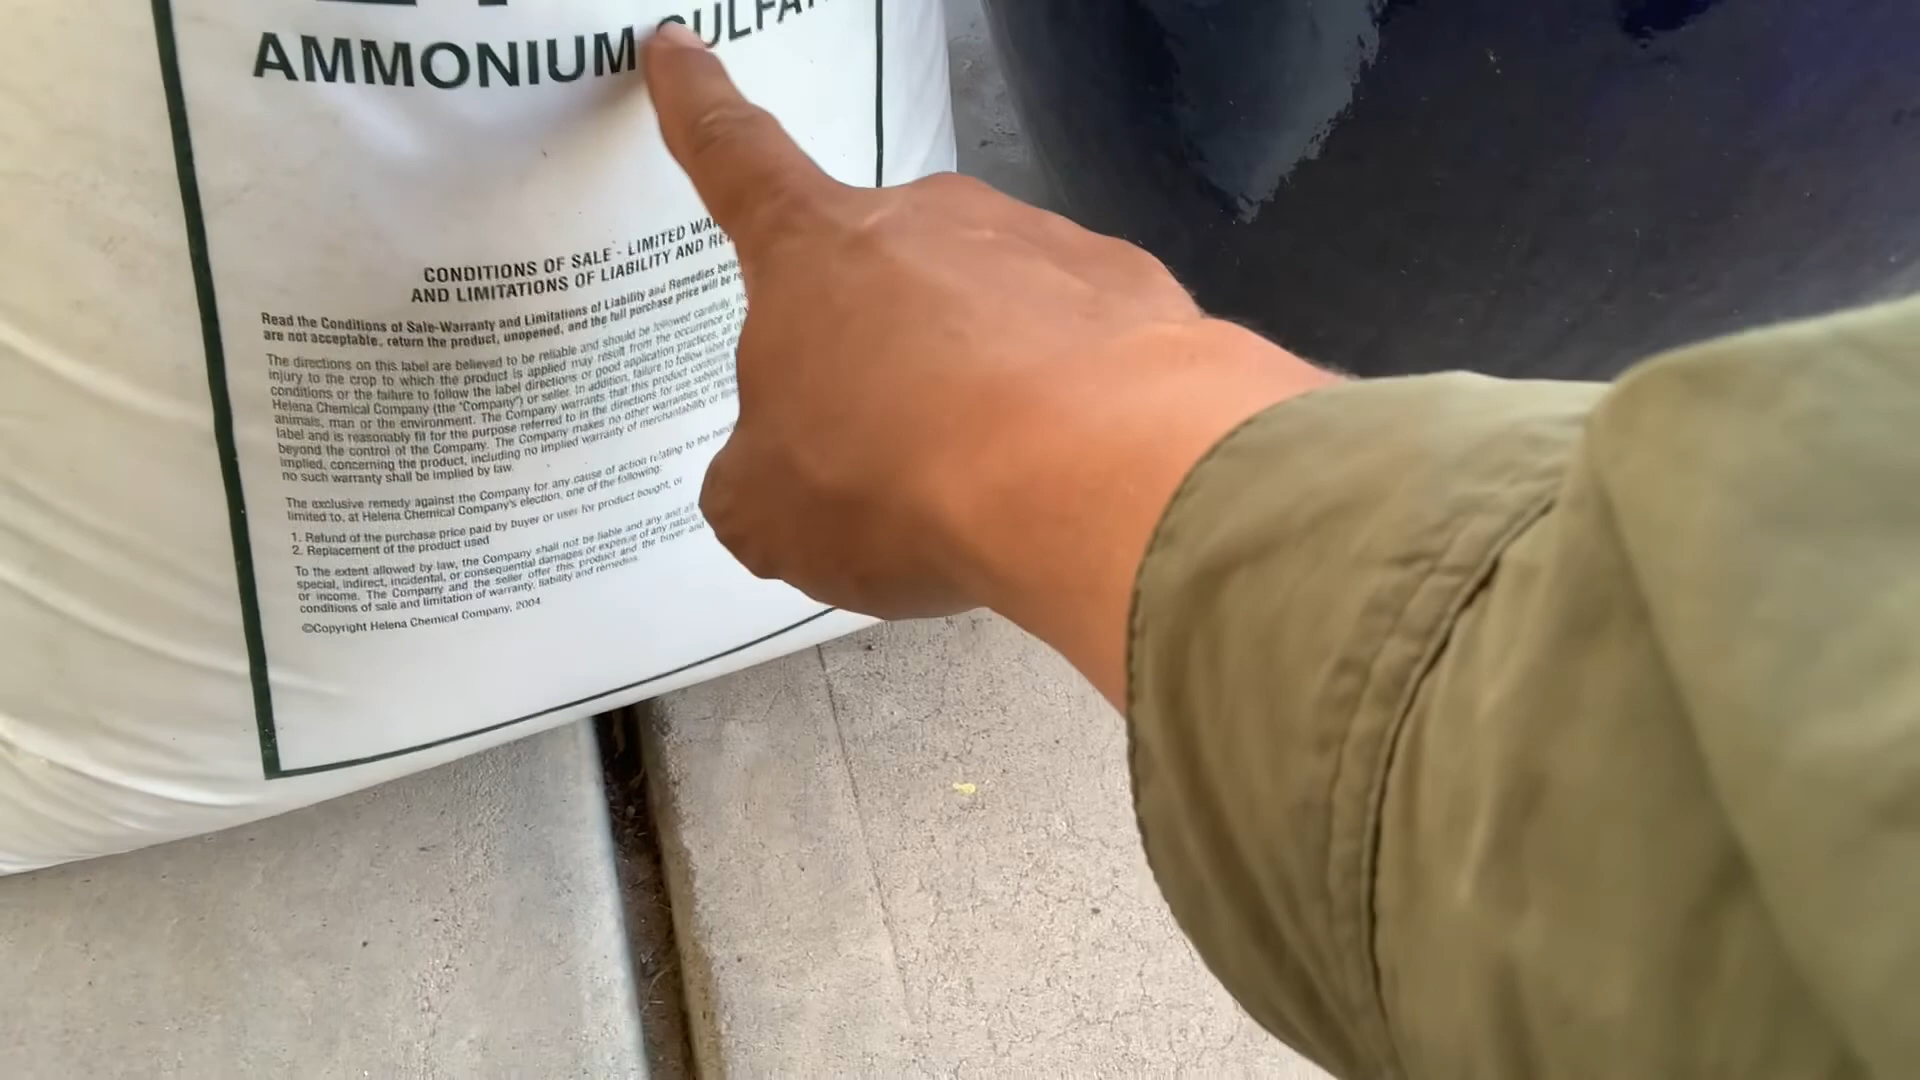 AMMONIUM
CONDITIONS OF SALE - LIMITED
AND LIMITATIONS OF LIABILITY AND
Read the Conditions of Sale-Warranty and Limitations of Liability and Remedies
are not acceptable, return the product, unopened, and the full purchase price will be
The directions on this label are believed to be reliable and should be followed carefully.
injury to the crop to which the product is applied may result from the occurrence of
conditions or the failure to follow the label directions or good application practices, all
Helena Chemical Company (the "Company") or seller. In addition, failure to follow label
animals, man or the environment. The Company warrants that this product conforms
label and is reasonably fit for the purpose referred to in the directions for use subject
beyond the control of the Company. The Company makes no other warranties or
implied, concerning the product, including no implied warranty of merchantability or
no such warranty shall be implied by law.
The exclusive remedy against the Company for any cause of action relating to the
limited to, at Helena Chemical Company's election, one of the following:
1. Refund of the purchase price paid by buyer or user for product bought, or
2. Replacement of the product used
To the extent allowed by law, the Company shall not be liable and any and all
special, indirect, incidental, or consequential damages or expense of any nature
or income. The Company and the seller offer this product and the buyer and
conditions of sale and limitation of warranty, liability and remedies.
©Copyright Helena Chemical Company, 2004